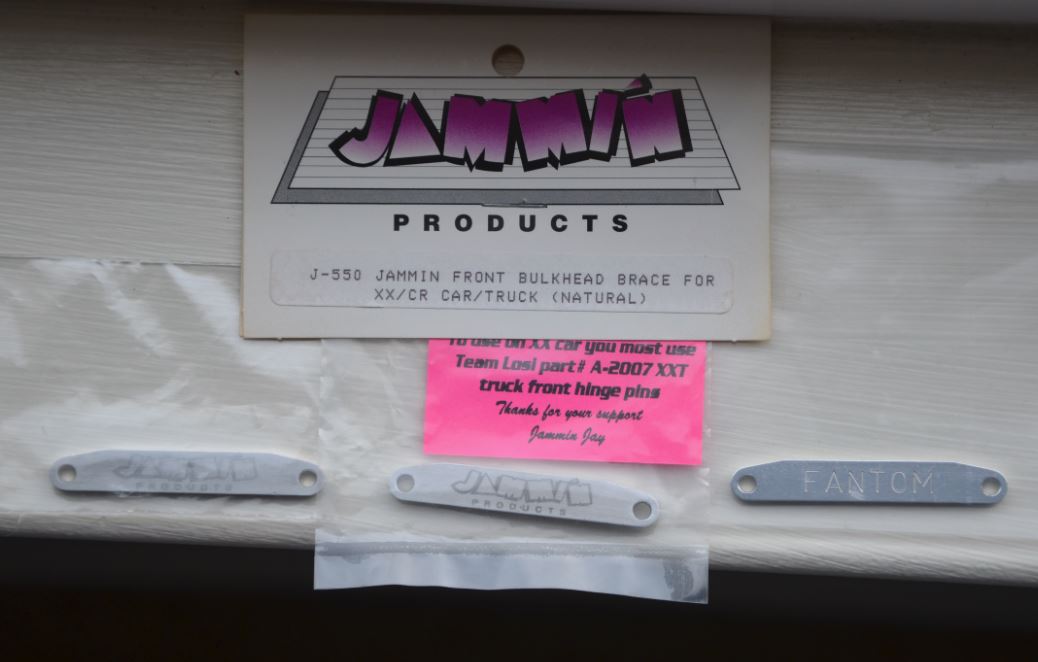 JAMMIN
PRODUCTS
J-550 JAMMIN FRONT BULKHEAD BRACE FOR
XX/CR CAR/TRUCK (NATURAL)
To use on XX car you most use
Team Losi part# A-2007 XXT
truck front hinge pins
Thanks for your support
Jammin Jay
JAMMIN
PRODUCTS
JAMMIN
PRODUCTS
FANTOM